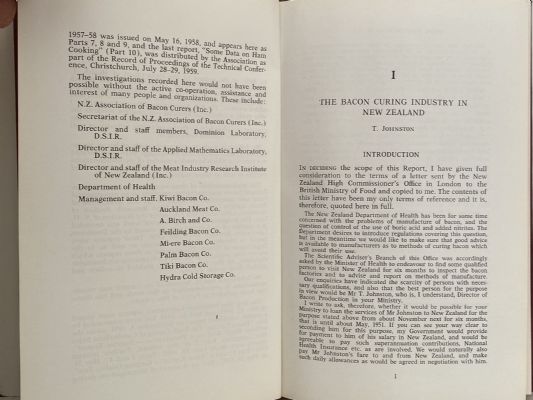 1957–58 was issued on May 16, 1958, and appears here as
Parts 7, 8 and 9, and the last report, "Some Data on Ham
Cooking" (Part 10), was distributed by the Association as
part of the Record of Proceedings of the Technical Confer-
ence, Christchurch, July 28–29, 1959.
The investigations recorded here would not have been
possible without the active co-operation, assistance and
interest of many people and organizations. These include:
N.Z. Association of Bacon Curers (Inc.)
Secretariat of the N.Z. Association of Bacon Curers (Inc.)
Director and staff members, Dominion Laboratory,
D.S.I.R.
Director and staff of the Applied Mathematics Laboratory,
D.S.I.R.
Director and staff of the Meat Industry Research Institute
of New Zealand (Inc.)
Department of Health
Management and staff. Kiwi Bacon Co.
Auckland Meat Co.
A. Birch and Co.
Feilding Bacon Co.
Mi-ere Bacon Co.
Palm Bacon Co.
Tiki Bacon Co.
Hydra Cold Storage Co.
I
THE BACON CURING INDUSTRY IN
NEW ZEALAND
T. JOHNSTON
INTRODUCTION
IN DECIDING the scope of this Report, I have given full
consideration to the terms of a letter sent by the New
Zealand High Commissioner's Office in London to the
British Ministry of Food and copied to me. The contents of
this letter have been my only terms of reference and it is,
therefore, quoted here in full.
The New Zealand Department of Health has been for some time
concerned with the problems of manufacture of bacon, and the
question of control of the use of boric acid and added nitrites. The
Department desires to introduce regulations covering this question,
but in the meantime we would like to make sure that good advice
is available to manufacturers as to methods of curing bacon which
will avoid their use.
The Scientific Adviser's Branch of this Office was accordingly
asked by the Minister of Health to endeavour to find some qualified
person to visit New Zealand for six months to inspect the bacon
factories and to advise and report on methods of manufacture.
Our enquiries have indicated the scarcity of persons with neces-
sary qualifications, and also that the best person for the purpose
in view would be Mr T. Johnston, who is, I understand, Director of
Bacon Production in your Ministry.
I write to ask, therefore, whether it would be possible for your
Ministry to loan the services of Mr Johnston to New Zealand for the
purpose stated above from about November next for six months,
that is until about May, 1951. If you can see your way clear to
seconding him for this purpose, my Government would provide
for payment to him of his salary in New Zealand, and would be
agreeable to pay such superannuation contributions, National
Health Insurance etc. as are involved. We would naturally also
pay Mr Johnston's fare to and from New Zealand, and make
such daily allowances as would be agreed in negotiation with him.
1